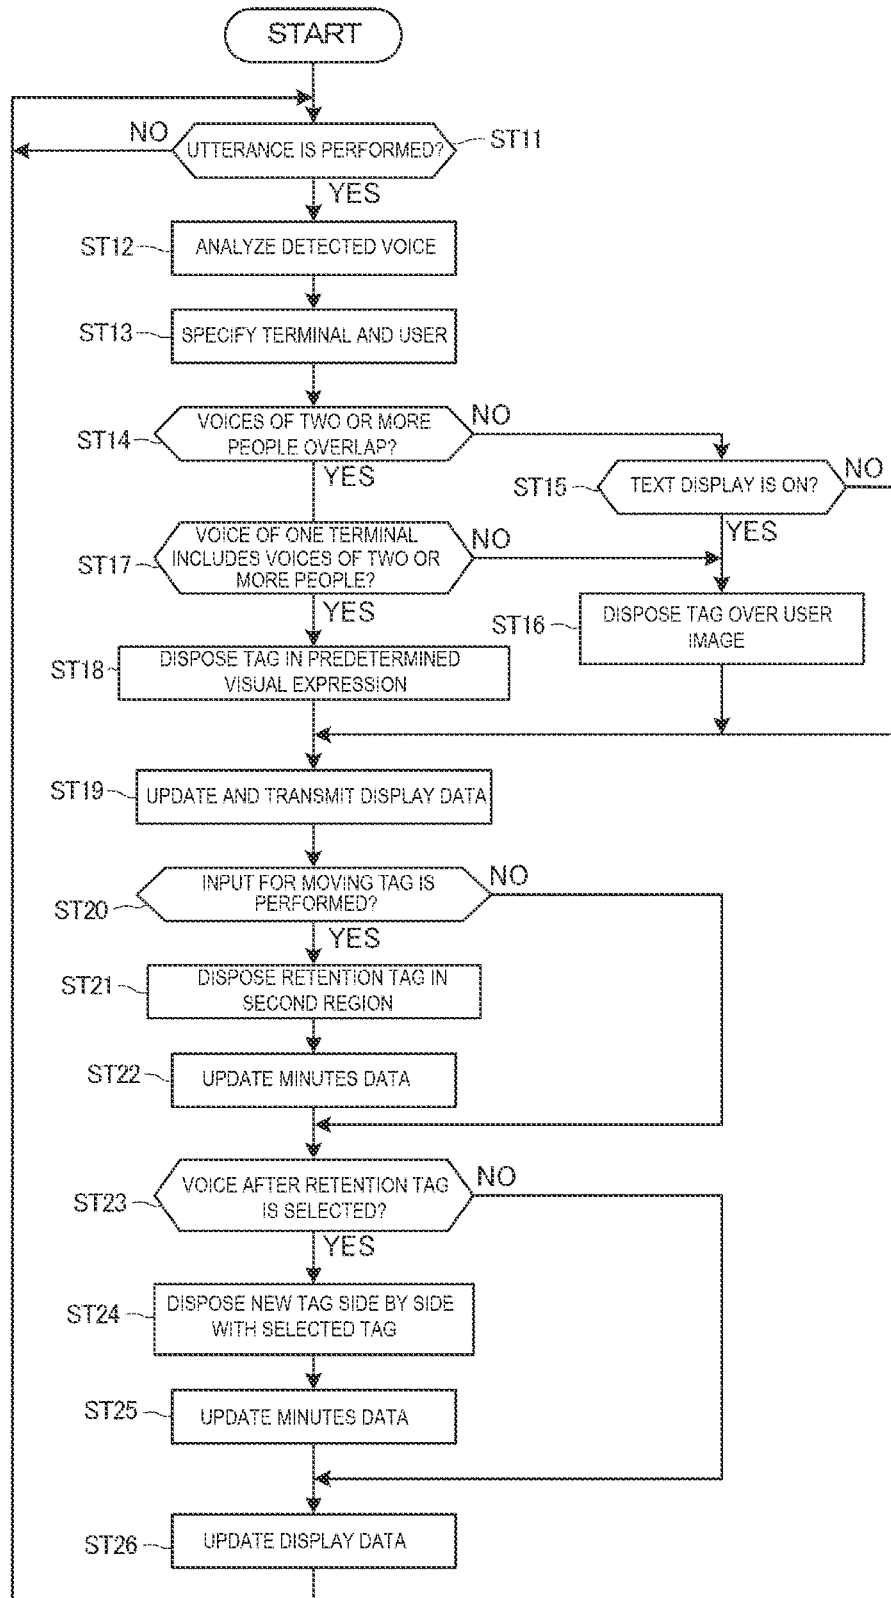 START
NO
UTTERANCE IS PERFORMED?
ST11
YES
ST12
ANALYZE DETECTED VOICE
ST13
SPECIFY TERMINAL AND USER
ST14
VOICES OF TWO OR MORE
PEOPLE OVERLAP?
NO
YES
ST15
TEXT DISPLAY IS ON?
NO
YES
ST17
VOICE OF ONE TERMINAL
INCLUDES VOICES OF TWO OR
MORE PEOPLE?
NO
YES
ST16
DISPOSE TAG OVER USER
IMAGE
ST18
DISPOSE TAG IN PREDETERMINED
VISUAL EXPRESSION
ST19
UPDATE AND TRANSMIT DISPLAY DATA
ST20
INPUT FOR MOVING TAG IS
PERFORMED?
NO
YES
ST21
DISPOSE RETENTION TAG IN
SECOND REGION
ST22
UPDATE MINUTES DATA
ST23
VOICE AFTER RETENTION TAG
IS SELECTED?
NO
YES
ST24
DISPOSE NEW TAG SIDE BY SIDE
WITH SELECTED TAG
ST25
UPDATE MINUTES DATA
ST26
UPDATE DISPLAY DATA